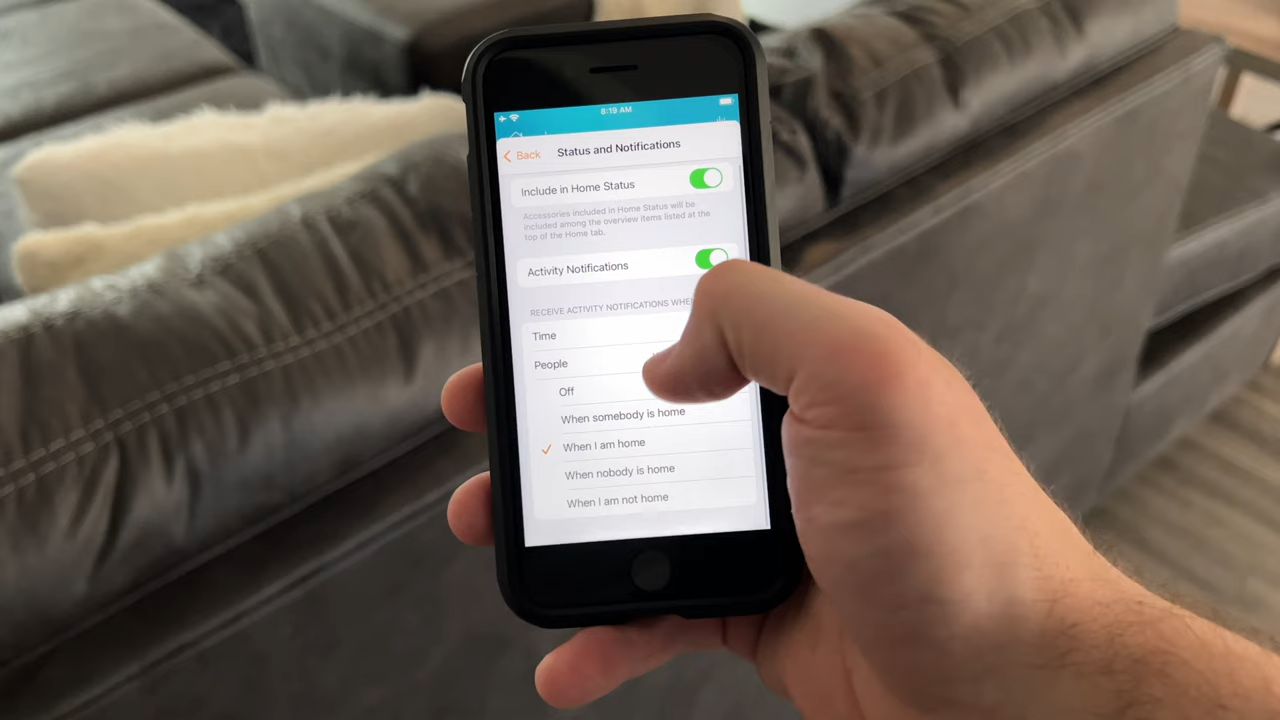 8:19 AM
Back
Status and Notifications
Include in Home Status
Accessories included in Home Status will be
included among the overview items listed at the
top of the Home tab.
Activity Notifications
RECEIVE ACTIVITY NOTIFICATIONS
Time
People
Off
When somebody is home
When I am home
When nobody is home
When I am not home